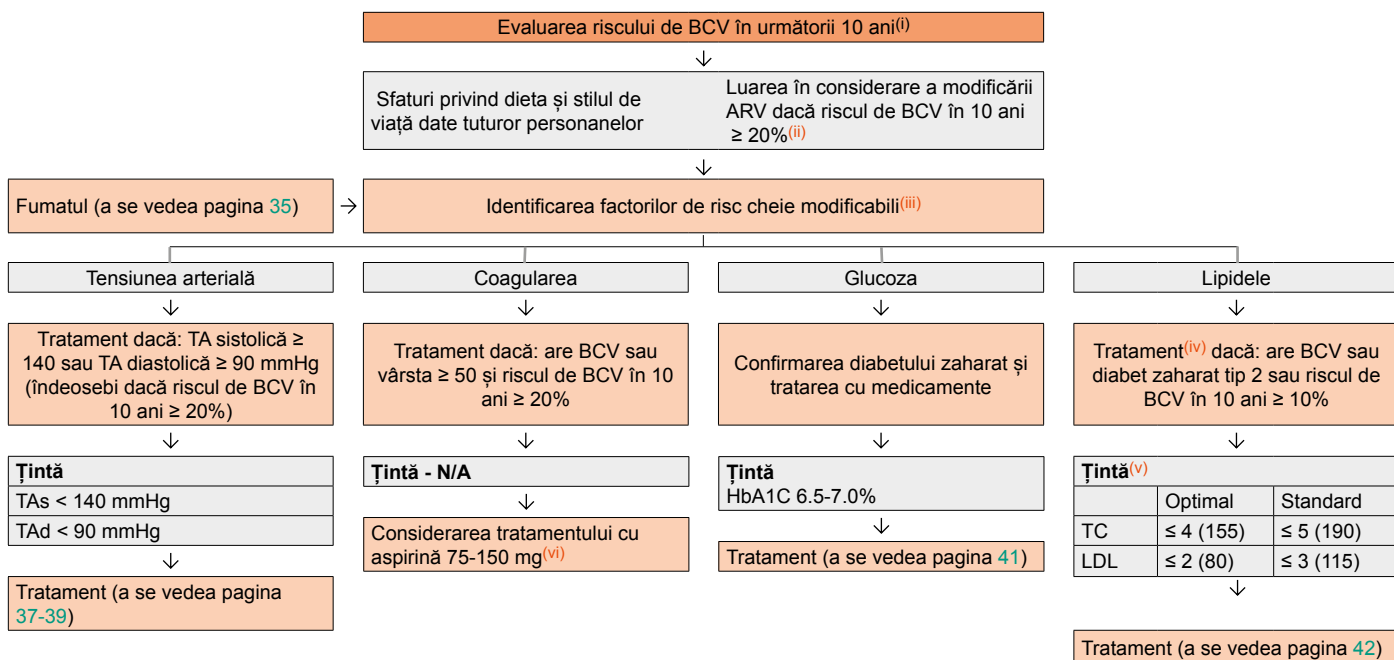 Evaluarea riscului de BCV în următorii 10 ani(i)
Sfaturi privind dieta și stilul de
viață date tuturor personanelor
Luarea în considerare a modificării
ARV dacă riscul de BCV în 10 ani
≥ 20%(ii)
Fumatul (a se vedea pagina 35)
Identificarea factorilor de risc cheie modificabili(iii)
Tensiunea arterială
Tratament dacă: TA sistolică ≥
140 sau TA diastolică ≥ 90 mmHg
(îndeosebi dacă riscul de BCV în
10 ani ≥ 20%)
Țintă
TAs < 140 mmHg
TAd < 90 mmHg
Tratament (a se vedea pagina
37-39)
Coagularea
Tratament dacă: are BCV sau
vârsta ≥ 50 și riscul de BCV în 10
ani ≥ 20%
Țintă - N/A
Considerarea tratamentului cu
aspirină 75-150 mg(vi)
Glucoza
Confirmarea diabetului zaharat și
tratarea cu medicamente
Țintă
HbA1C 6.5-7.0%
Tratament (a se vedea pagina 41)
Lipidele
Tratament(iv) dacă: are BCV sau
diabet zaharat tip 2 sau riscul de
BCV în 10 ani ≥ 10%
Țintă(v)
Optimal Standard
TC ≤ 4 (155) ≤ 5 (190)
LDL ≤ 2 (80) ≤ 3 (115)
Tratament (a se vedea pagina 42)